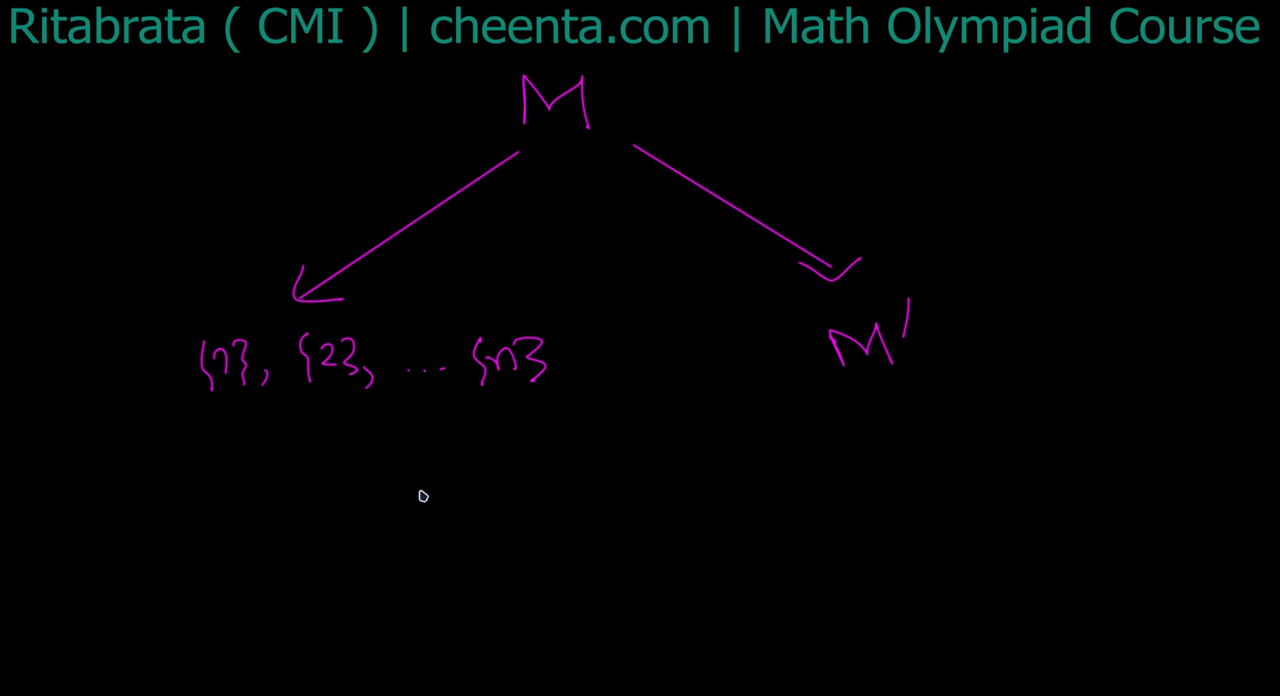 Ritabrata ( CMI ) | cheenta.com | Math Olympiad Course
M
{1}, {2}, ... {n} M'